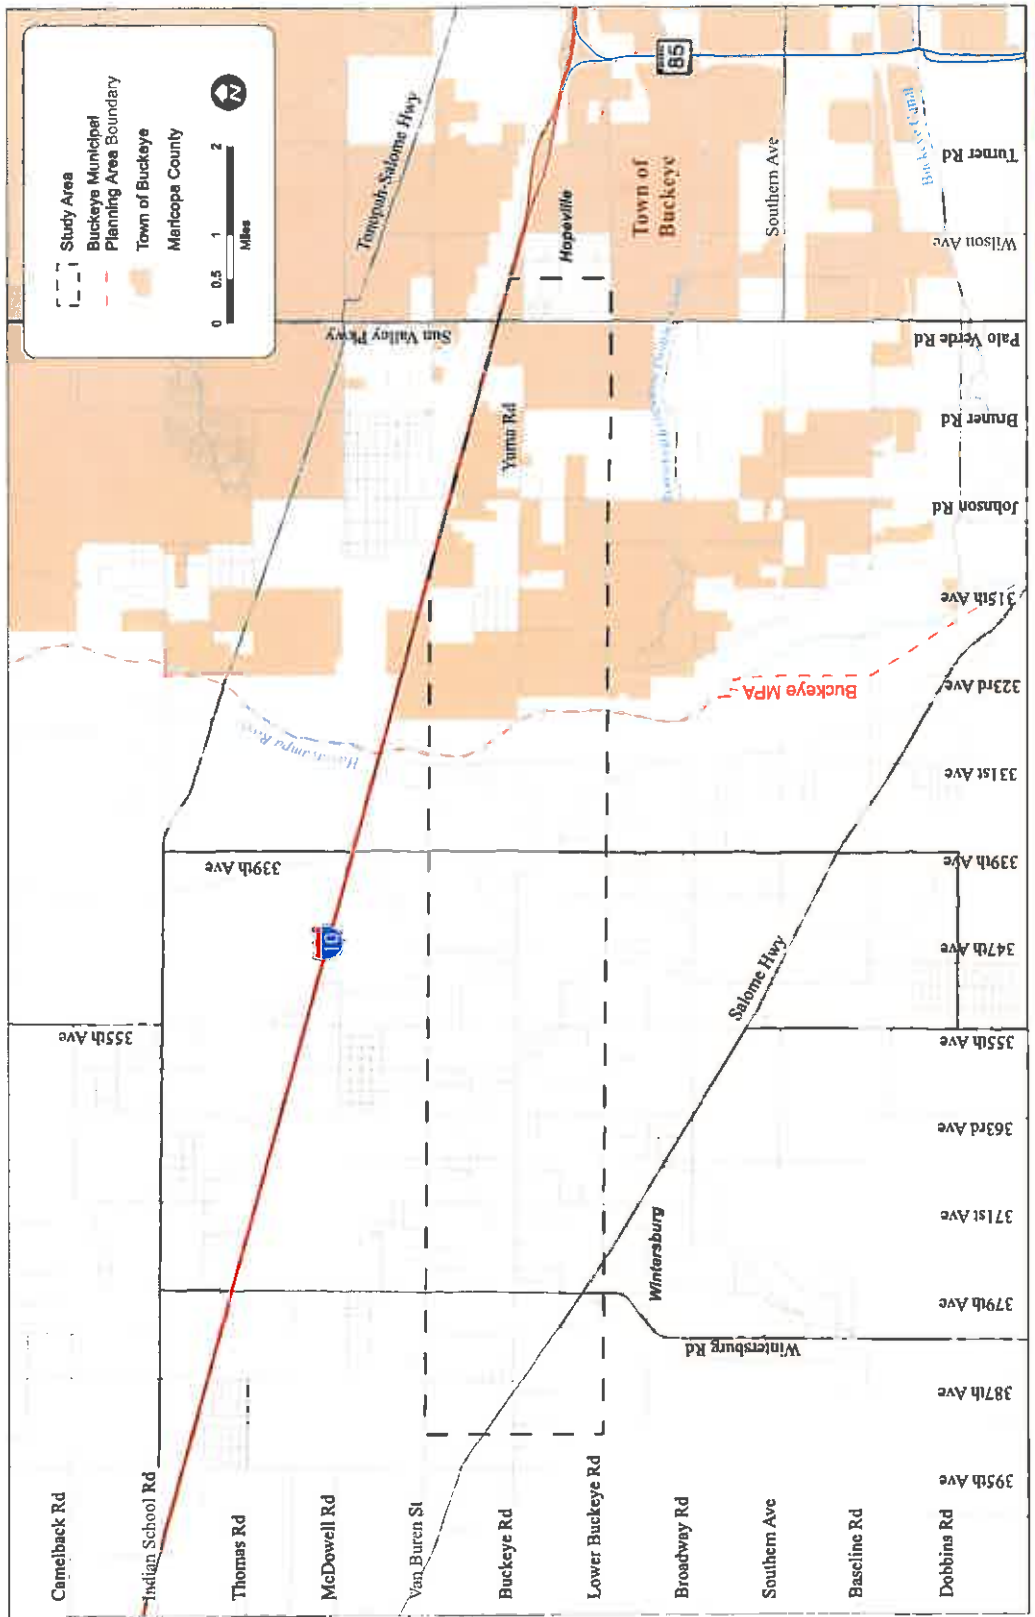 Study Area
Buckeye Municipal
Planning Area Boundary
Town of Buckeye
Maricopa County
0
0.5
1
2
Miles
N
Camelback Rd
Indian School Rd
Thomas Rd
McDowell Rd
Van Buren St
Buckeye Rd
Lower Buckeye Rd
Broadway Rd
Southern Ave
Baseline Rd
Dobbins Rd
355th Ave
339th Ave
10
Tonopah-Salome Hwy
Sun Valley Pkwy
Yuma Rd
Hopeville
Town of
Buckeye
85
Southern Ave
Buckeye MPA
Salome Hwy
Wintersburg
Wintersburg Rd
395th Ave
387th Ave
379th Ave
371st Ave
363rd Ave
355th Ave
347th Ave
339th Ave
331st Ave
323rd Ave
315th Ave
Johnson Rd
Bruner Rd
Palo Verde Rd
Wilson Ave
Turner Rd
Buckeye Canal